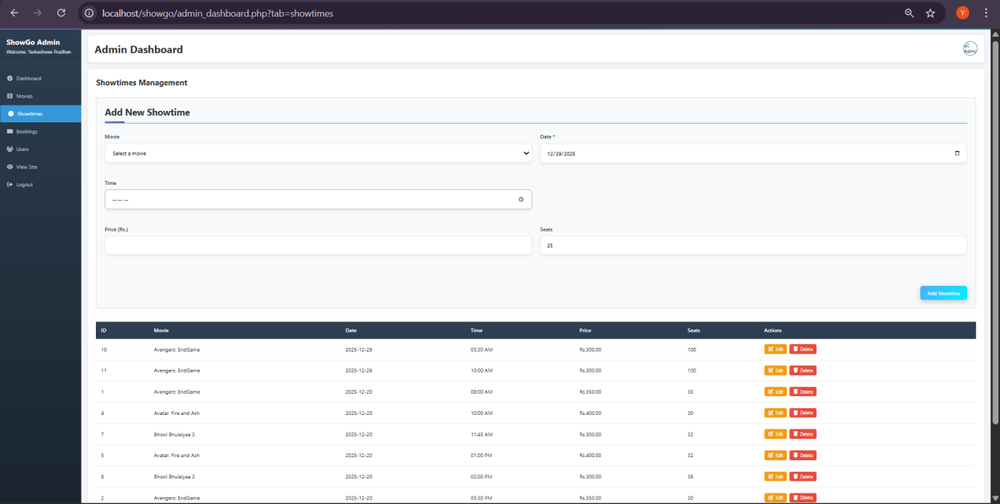 localhost/showgo/admin_dashboard.php?tab=showtimes
Y
ShowGo Admin
Welcome, Yashashwee Pradhan
Dashboard
Movies
Showtimes
Bookings
Users
View Site
Logout
Admin Dashboard
Admi
Showtimes Management
Add New Showtime
Movie
Date *
Select a movie
12/29/2025
Time
--:-- --
Price (Rs.)
Seats
25
Add Showtime
ID Movie Date Time Price Seats Actions
10 Avengers: EndGame 2025-12-29 03:30 AM Rs.300.00 100 Edit Delete
11 Avengers: EndGame 2025-12-29 10:00 AM Rs.300.00 100 Edit Delete
1 Avengers: EndGame 2025-12-20 08:00 AM Rs.350.00 35 Edit Delete
4 Avatar: Fire and Ash 2025-12-20 10:00 AM Rs.400.00 30 Edit Delete
7 Bhool Bhulaiyaa 3 2025-12-20 11:45 AM Rs.300.00 32 Edit Delete
5 Avatar: Fire and Ash 2025-12-20 01:00 PM Rs.400.00 32 Edit Delete
8 Bhool Bhulaiyaa 3 2025-12-20 02:00 PM Rs.300.00 36 Edit Delete
2 Avengers: EndGame 2025-12-20 03:30 PM Rs.350.00 30 Edit Delete